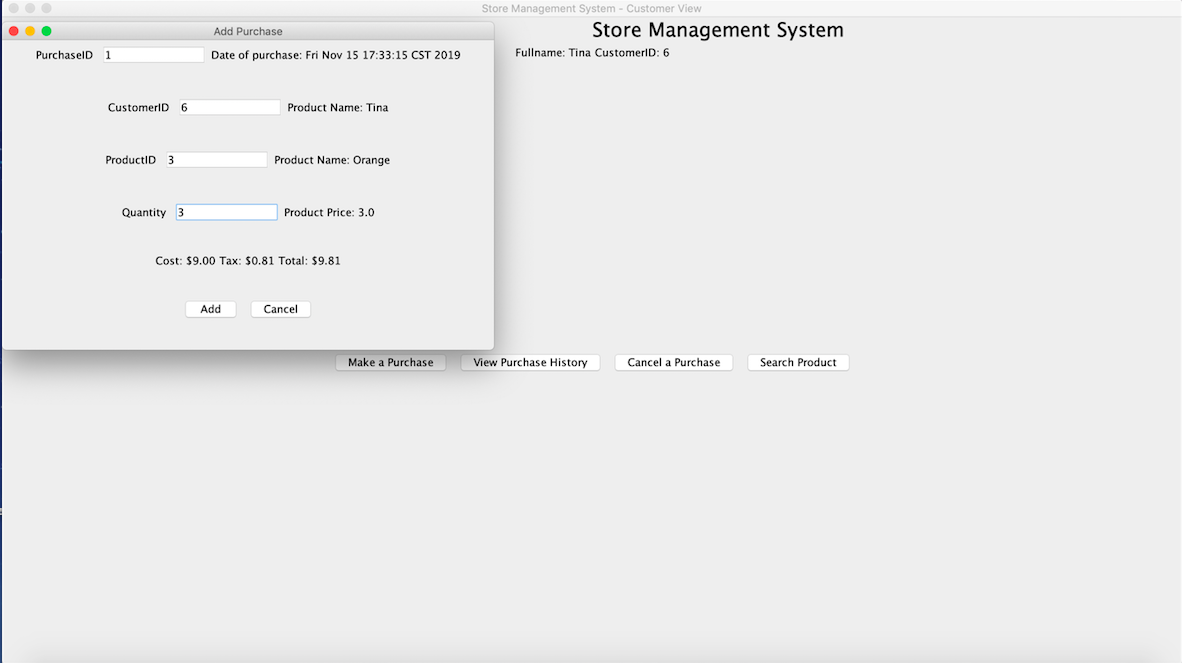 Store Management System - Customer View
Store Management System
Fullname: Tina CustomerID: 6
Add Purchase
PurchaseID 1 Date of purchase: Fri Nov 15 17:33:15 CST 2019
CustomerID 6 Product Name: Tina
ProductID 3 Product Name: Orange
Quantity 3 Product Price: 3.0
Cost: $9.00 Tax: $0.81 Total: $9.81
Add Cancel
Make a Purchase View Purchase History Cancel a Purchase Search Product